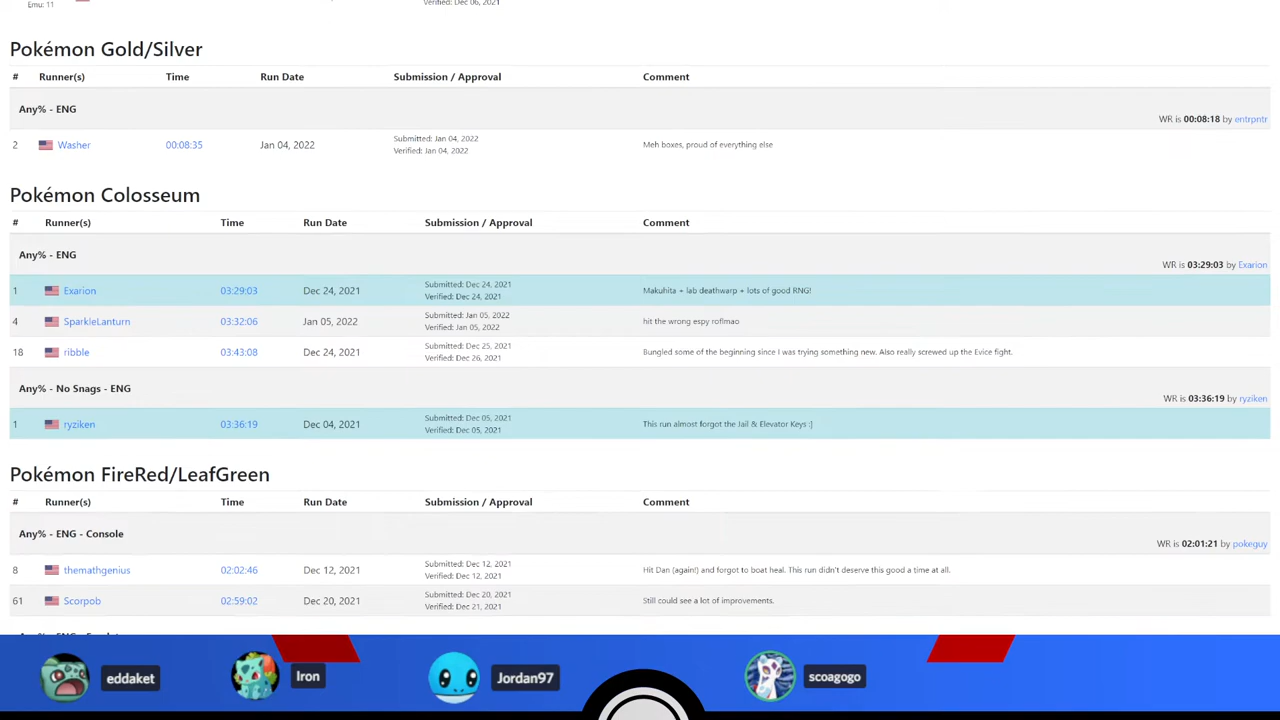 Emu: 11
Verified: Dec 06, 2021
Pokémon Gold/Silver
# Runner(s) Time Run Date Submission / Approval Comment
Any% - ENG
WR is 00:08:18 by entrpntr
2 Washer 00:08:35 Jan 04, 2022 Submitted: Jan 04, 2022 Meh boxes, proud of everything else
Verified: Jan 04, 2022
Pokémon Colosseum
# Runner(s) Time Run Date Submission / Approval Comment
Any% - ENG
WR is 03:29:03 by Exarion
1 Exarion 03:29:03 Dec 24, 2021 Submitted: Dec 24, 2021 Makuhita + lab deathwarp + lots of good RNG!
Verified: Dec 24, 2021
4 SparkleLanturn 03:32:06 Jan 05, 2022 Submitted: Jan 05, 2022 hit the wrong espy roflmao
Verified: Jan 05, 2022
18 ribble 03:43:08 Dec 24, 2021 Submitted: Dec 25, 2021 Bungled some of the beginning since I was trying something new. Also really screwed up the Evice fight.
Verified: Dec 26, 2021
Any% - No Snags - ENG
WR is 03:36:19 by ryziken
1 ryziken 03:36:19 Dec 04, 2021 Submitted: Dec 05, 2021 This run almost forgot the Jail & Elevator Keys :]
Verified: Dec 05, 2021
Pokémon FireRed/LeafGreen
# Runner(s) Time Run Date Submission / Approval Comment
Any% - ENG - Console
WR is 02:01:21 by pokeguy
8 themathgenius 02:02:46 Dec 12, 2021 Submitted: Dec 12, 2021 Hit Dan (again!) and forgot to boat heal. This run didn't deserve this good a time at all.
Verified: Dec 12, 2021
61 Scorpob 02:59:02 Dec 20, 2021 Submitted: Dec 20, 2021 Still could see a lot of improvements.
Verified: Dec 21, 2021
eddaket Iron Jordan97 scoagogo